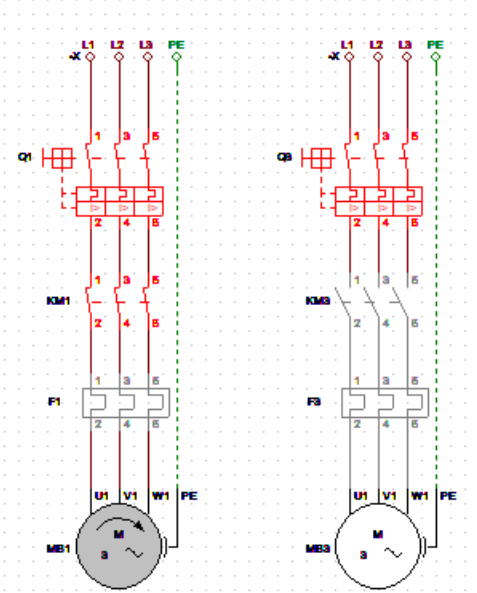 L1 L2 L3 PE L1 L2 L3 PE
-X -X
1 3 5 1 3 5
Q1 Q3
I> I> I> I> I> I>
2 4 6 2 4 6
1 3 5 1 3 5
KM1 KM3
2 4 6 2 4 6
1 3 5 1 3 5
F1 F3
2 4 6 2 4 6
U1 V1 W1 PE U1 V1 W1 PE
M M
MB1 3 MB3 3